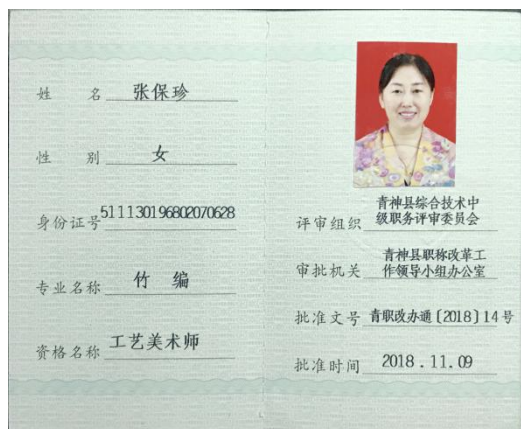 姓 名 张保珍
性 别 女
身份证号 511130196802070628
专业名称 竹 编
资格名称 工艺美术师
评审组织 青神县综合技术中
级职务评审委员会
审批机关 青神县职称改革工
作领导小组办公室
批准文号 青职改办通〔2018〕14号
批准时间 2018.11.09